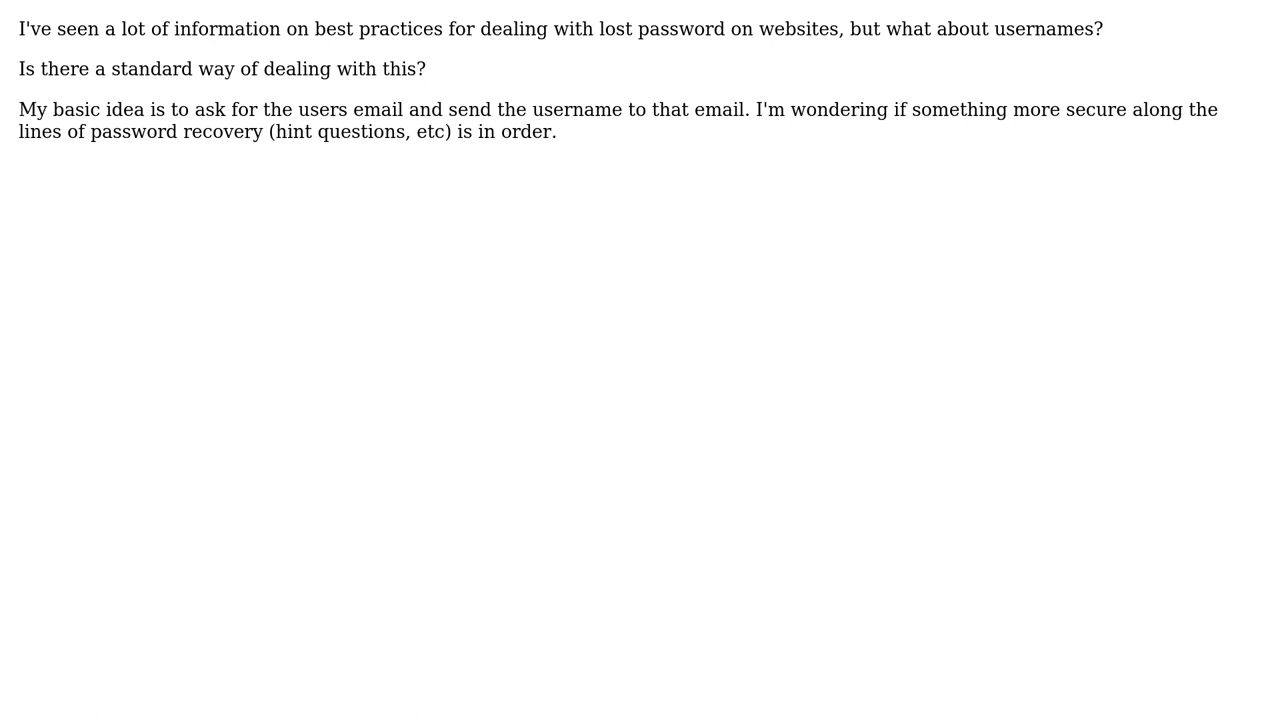 I've seen a lot of information on best practices for dealing with lost password on websites, but what about usernames?
Is there a standard way of dealing with this?
My basic idea is to ask for the users email and send the username to that email. I'm wondering if something more secure along the
lines of password recovery (hint questions, etc) is in order.